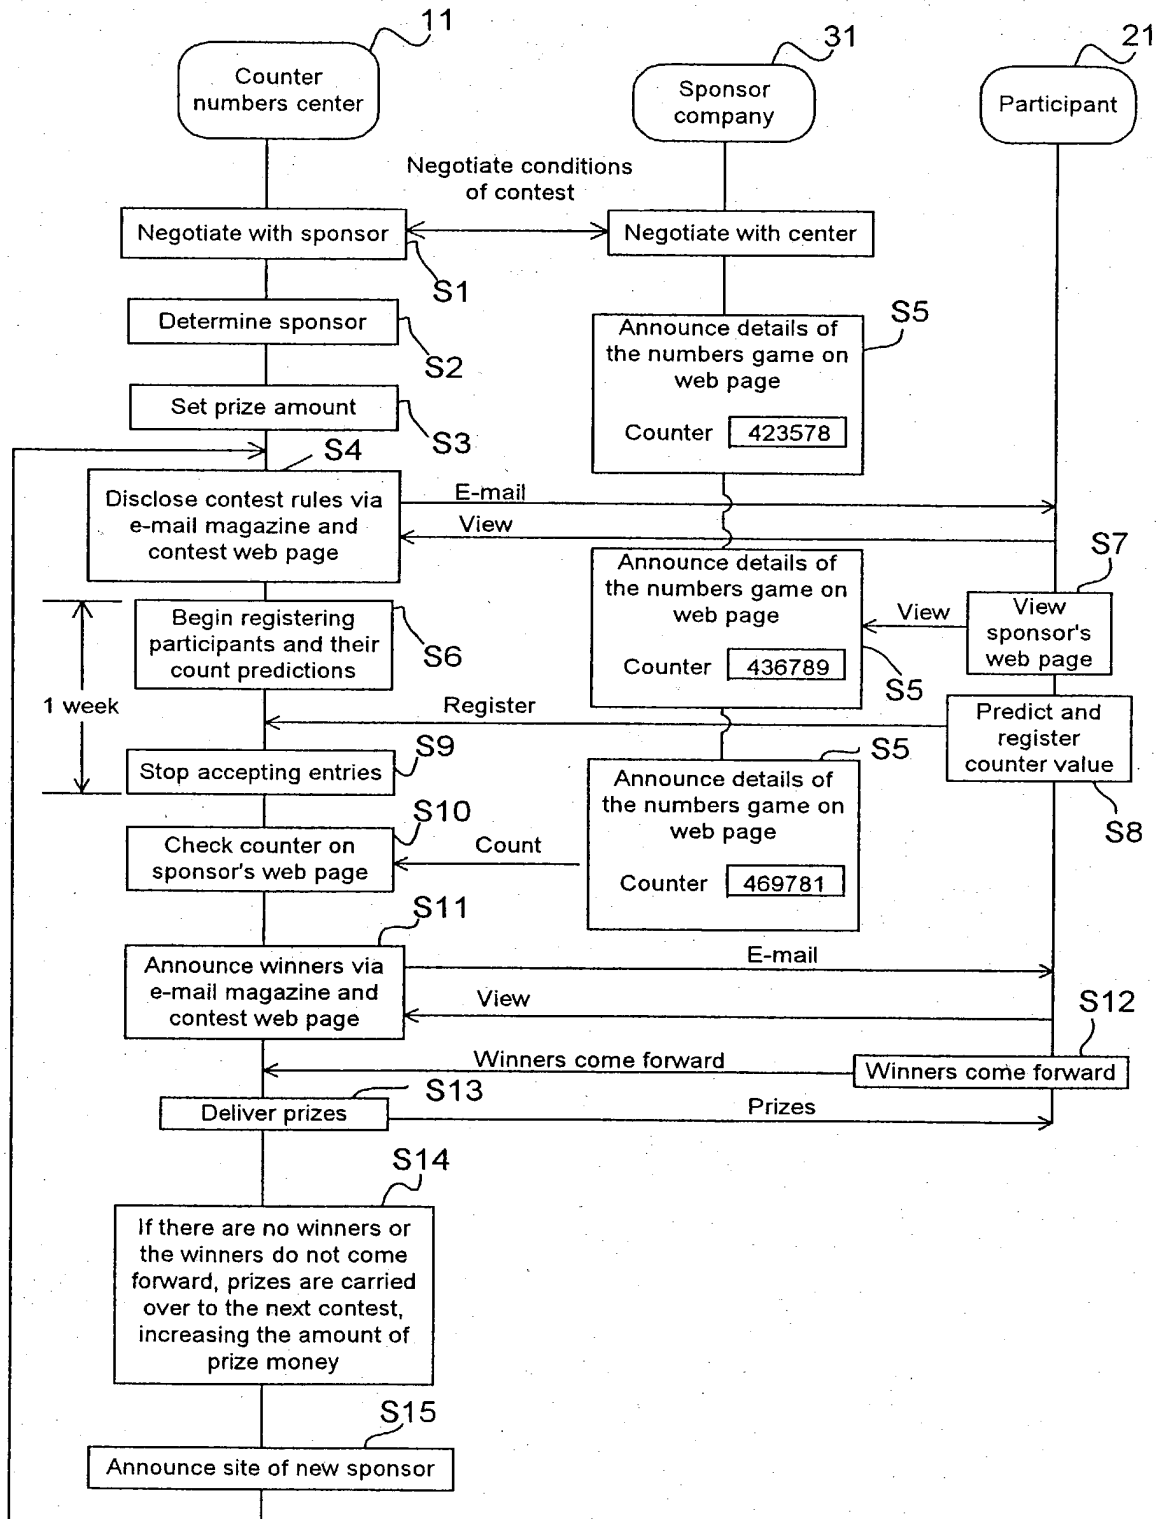 11
31
21
Counter
numbers center
Sponsor
company
Participant
Negotiate conditions
of contest
Negotiate with sponsor
Negotiate with center
S1
Determine sponsor
S2
Announce details of
the numbers game on
web page
Counter 423578
S5
Set prize amount
S3
S4
Disclose contest rules via
e-mail magazine and
contest web page
E-mail
View
S7
Announce details of
the numbers game on
web page
Counter 436789
S5
View
View
sponsor's
web page
Begin registering
participants and their
count predictions
S6
1 week
Register
Predict and
register
counter value
S8
S9
Stop accepting entries
S5
Announce details of
the numbers game on
web page
Counter 469781
S10
Check counter on
sponsor's web page
Count
S11
Announce winners via
e-mail magazine and
contest web page
E-mail
View
S12
Winners come forward
Winners come forward
S13
Deliver prizes
Prizes
S14
If there are no winners or
the winners do not come
forward, prizes are carried
over to the next contest,
increasing the amount of
prize money
S15
Announce site of new sponsor